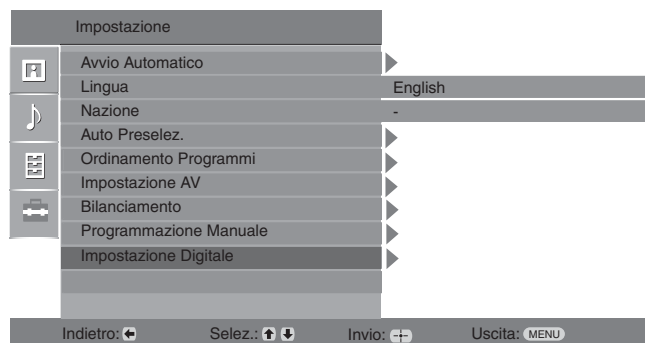 Impostazione
Avvio Automatico
Lingua English
Nazione -
Auto Preselez.
Ordinamento Programmi
Impostazione AV
Bilanciamento
Programmazione Manuale
Impostazione Digitale
Indietro: Selez.: Invio: Uscita: MENU